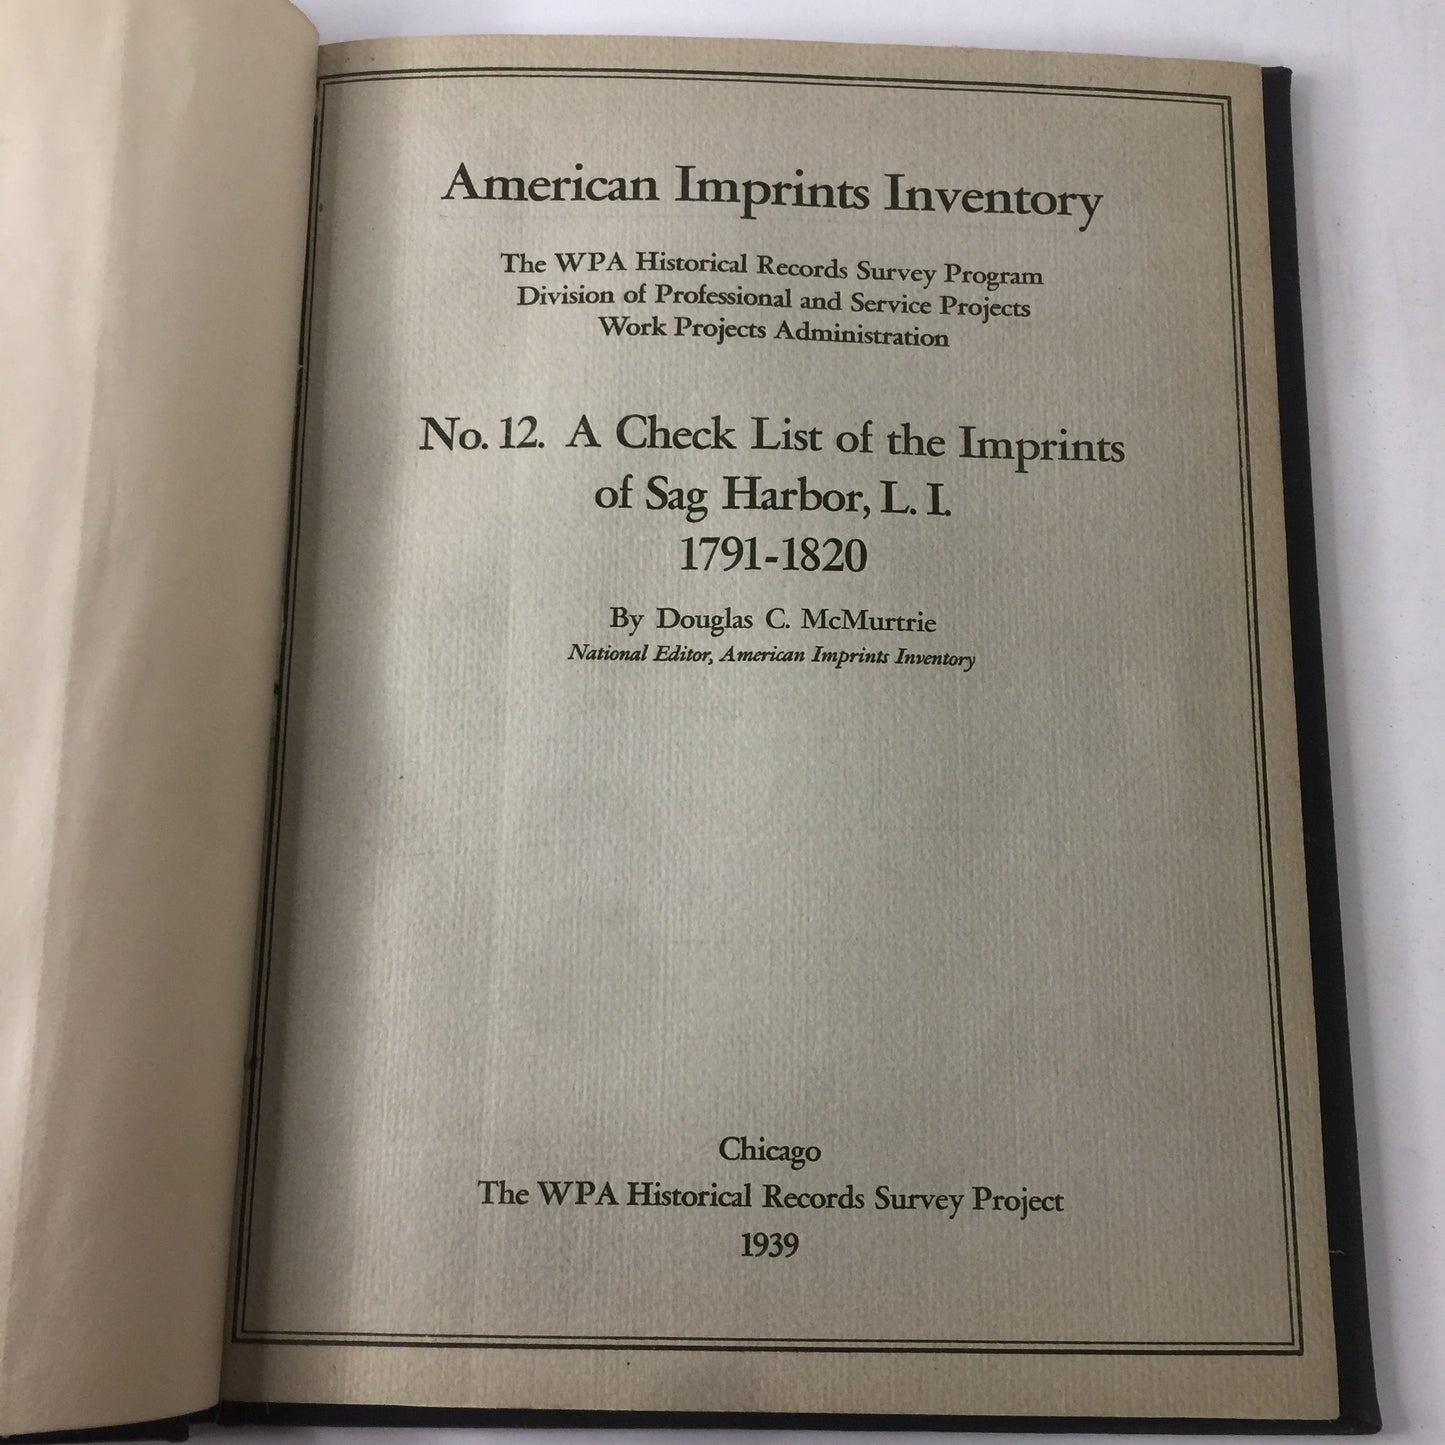 American Imprints Inventory
The WPA Historical Records Survey Program
Division of Professional and Service Projects
Work Projects Administration
No. 12. A Check List of the Imprints
of Sag Harbor, L. I.
1791-1820
By Douglas C. McMurtrie
National Editor, American Imprints Inventory
Chicago
The WPA Historical Records Survey Project
1939